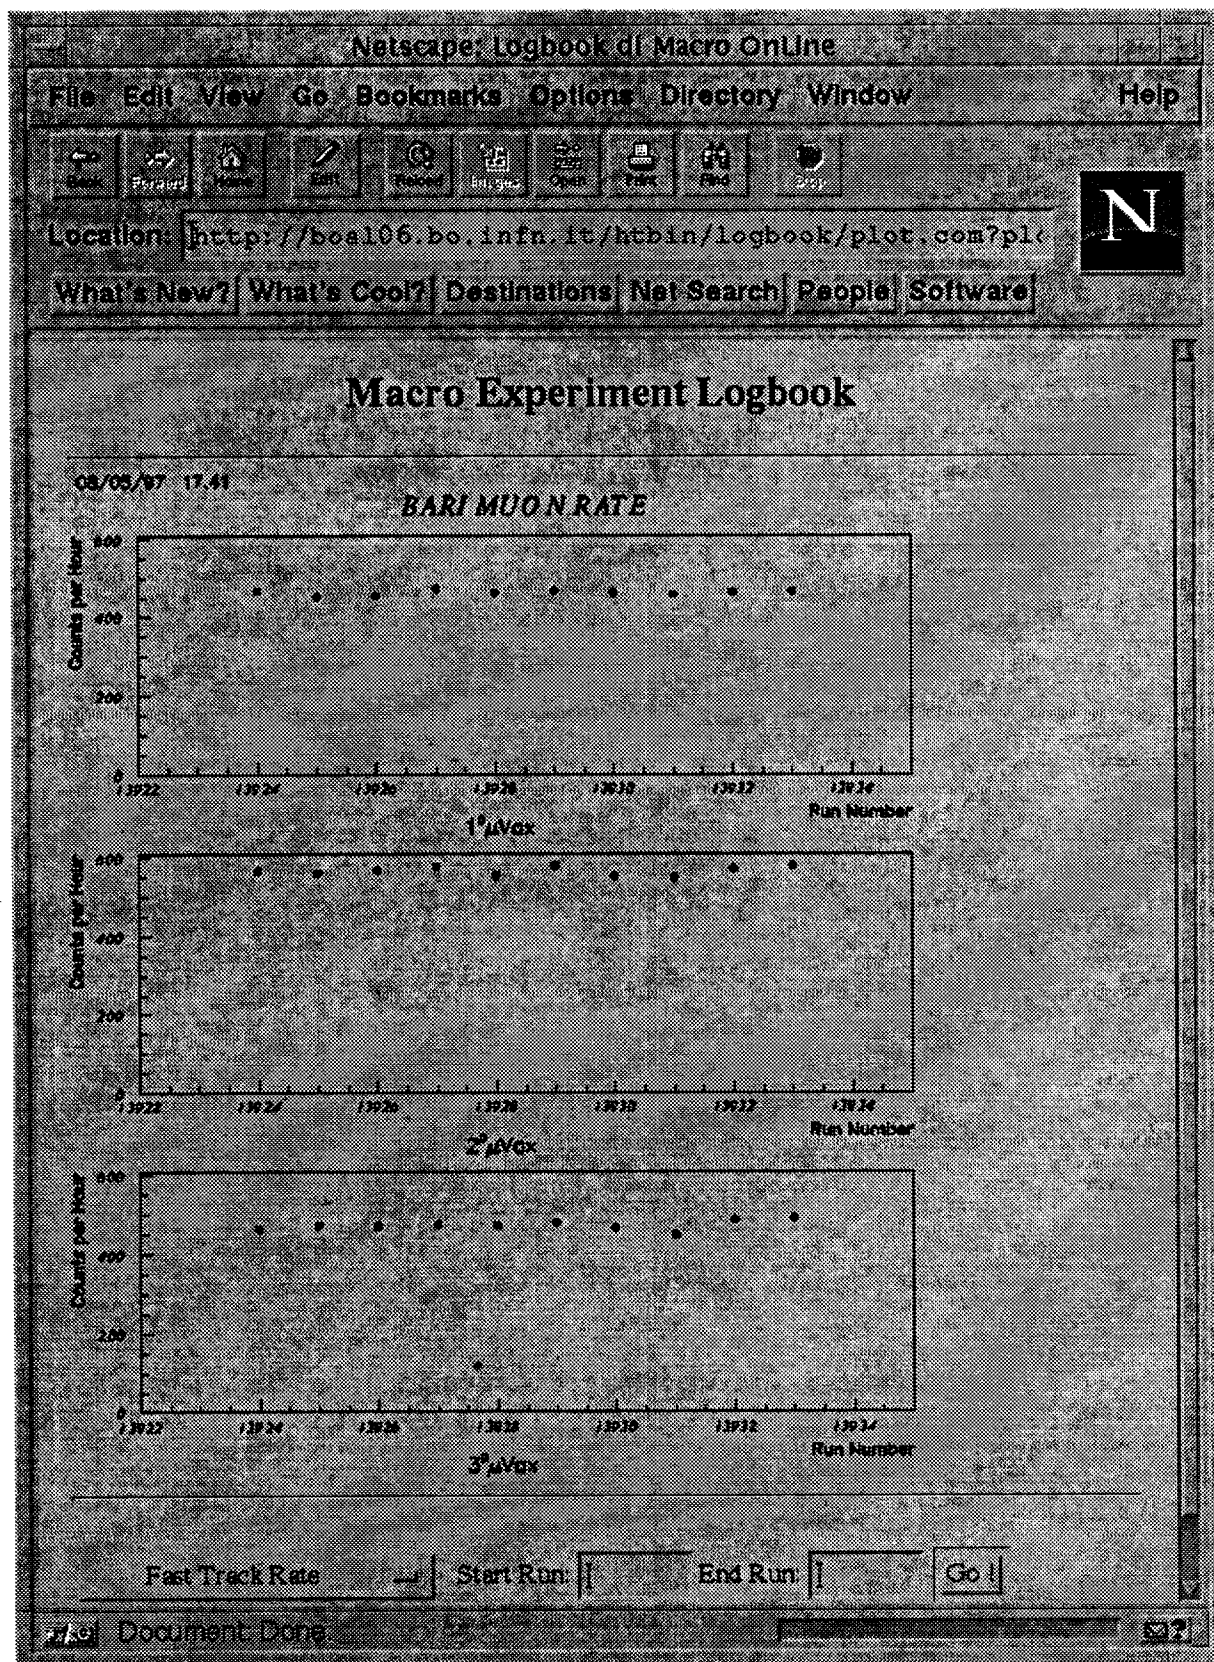 Netscape: Logbook di Macro OnLine
File Edit View Go Bookmarks Options Directory Window Help
Back Forward Home Edit Reload Images Open Print Find Stop
N
Location: http://boa106.bo.infn.it/htbin/logbook/plot.com?plo
What's New? What's Cool? Destinations Net Search People Software
Macro Experiment Logbook
17.41
BARI MUON RATE
Counts per Hour
600
400
200
0
13922 13924 13926 13928 13930 13932 13934
Run Number
1°μVax
Counts per Hour
600
400
200
0
13922 13924 13926 13928 13930 13932 13934
Run Number
2°μVax
Counts per Hour
600
400
200
0
13922 13924 13926 13928 13930 13932 13934
Run Number
3°μVax
Fast Track Rate Start Run: End Run: Go !
Document: Done
?